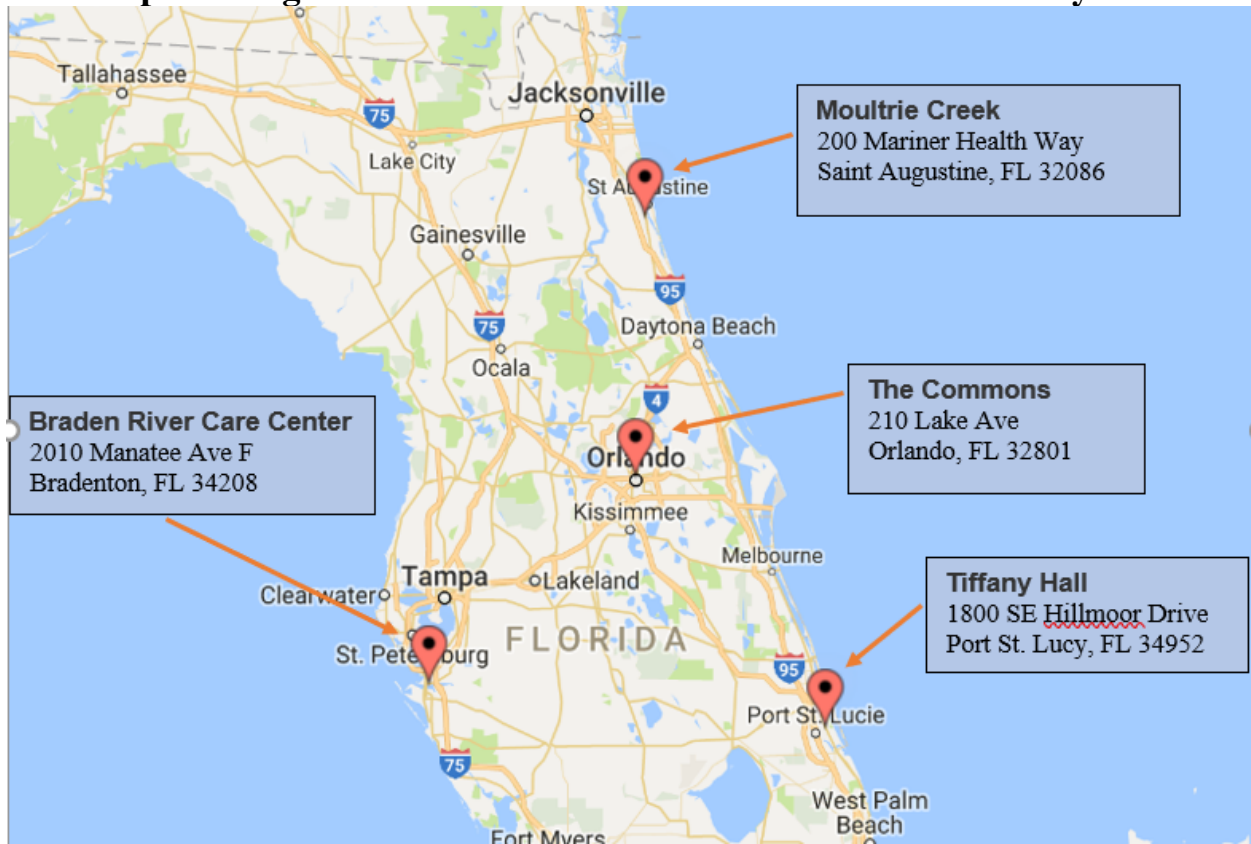 Tallahassee
75
Jacksonville
Lake City
Moultrie Creek
200 Mariner Health Way
Saint Augustine, FL 32086
St Augustine
Gainesville
95
75
Daytona Beach
Ocala
4
The Commons
210 Lake Ave
Orlando, FL 32801
Braden River Care Center
2010 Manatee Ave F
Bradenton, FL 34208
Orlando
Kissimmee
Melbourne
Tampa
Lakeland
Clearwater
Tiffany Hall
1800 SE Hillmoor Drive
Port St. Lucy, FL 34952
FLORIDA
St. Petersburg
95
Port St. Lucie
75
West Palm
Beach
Fort Myers